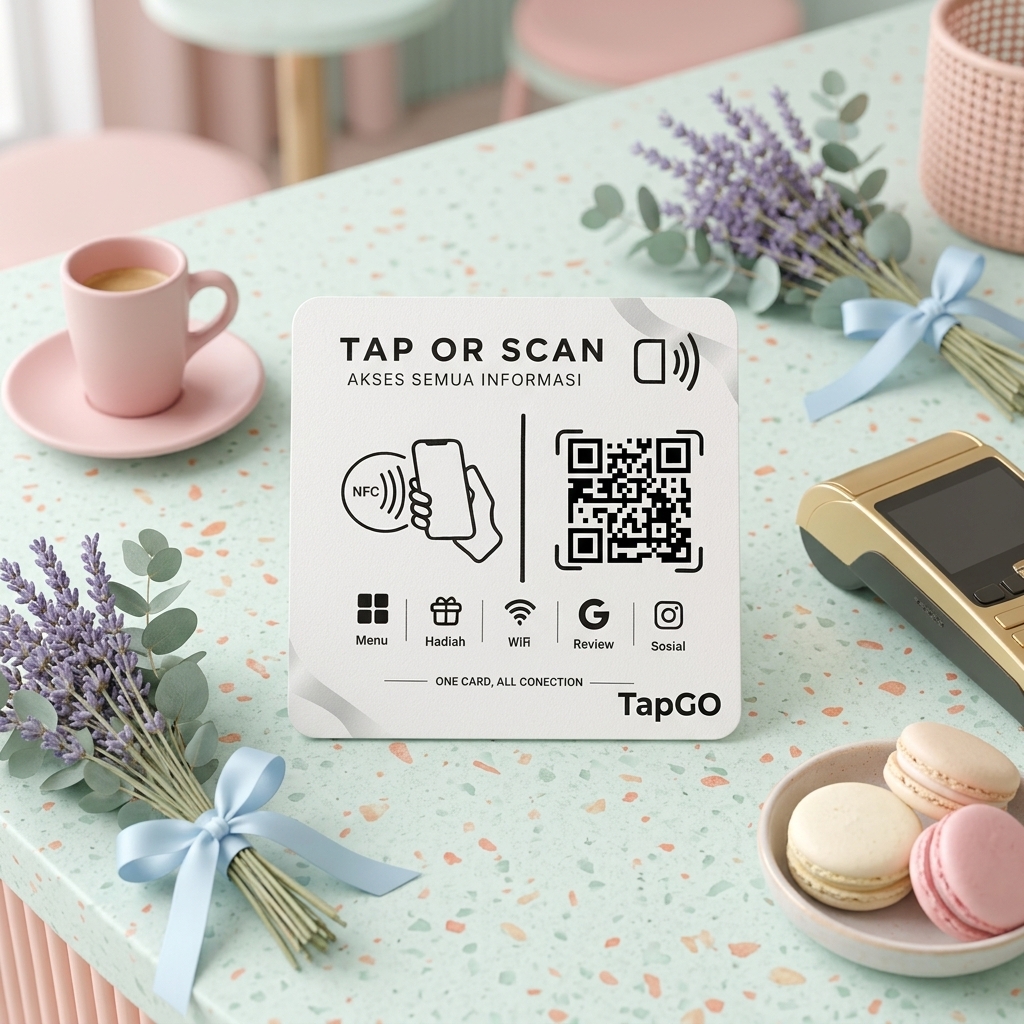 TAP OR SCAN
AKSES SEMUA INFORMASI
NFC
Menu
Hadiah
WiFi
Review
Sosial
ONE CARD, ALL CONECTION
TapGO